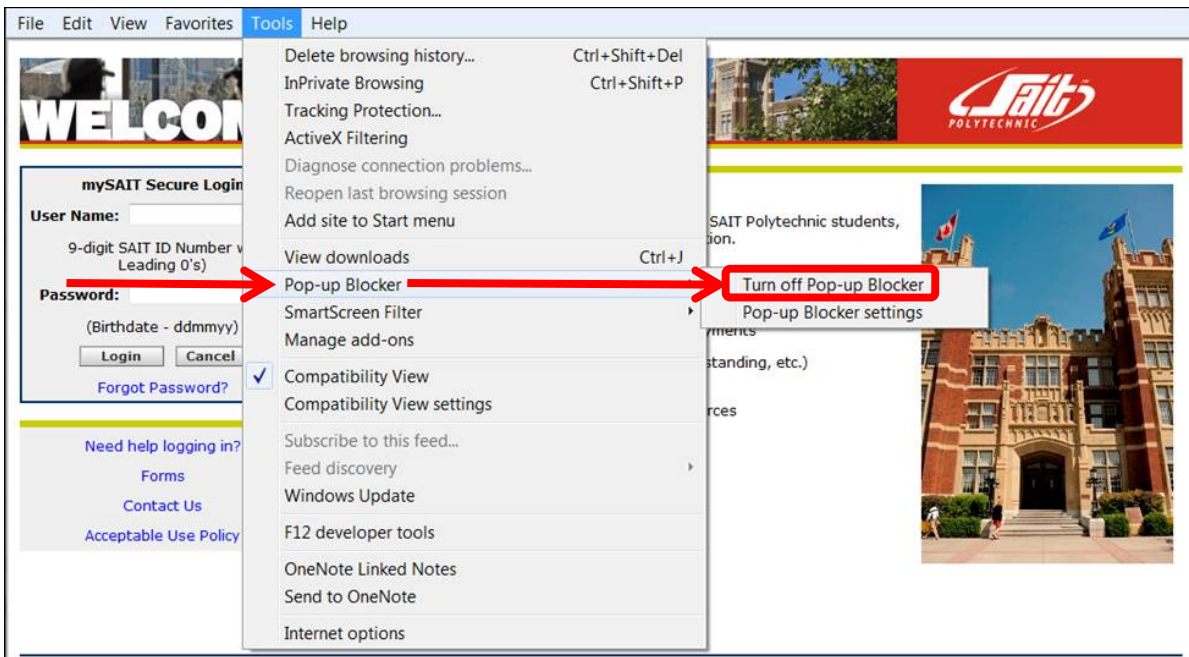 File Edit View Favorites Tools Help
WELCO
Sait
POLYTECHNIC
mySAIT Secure Login
User Name:
9-digit SAIT ID Number
Leading 0's)
Password:
(Birthdate - ddmmyy)
Login Cancel
Forgot Password?
Need help logging in?
Forms
Contact Us
Acceptable Use Policy
Delete browsing history... Ctrl+Shift+Del
InPrivate Browsing Ctrl+Shift+P
Tracking Protection...
ActiveX Filtering
Diagnose connection problems...
Reopen last browsing session
Add site to Start menu
View downloads Ctrl+J
Pop-up Blocker
SmartScreen Filter
Manage add-ons
Compatibility View
Compatibility View settings
Subscribe to this feed...
Feed discovery
Windows Update
F12 developer tools
OneNote Linked Notes
Send to OneNote
Internet options
Turn off Pop-up Blocker
Pop-up Blocker settings
SAIT Polytechnic students,
tion.
standing, etc.)
rces